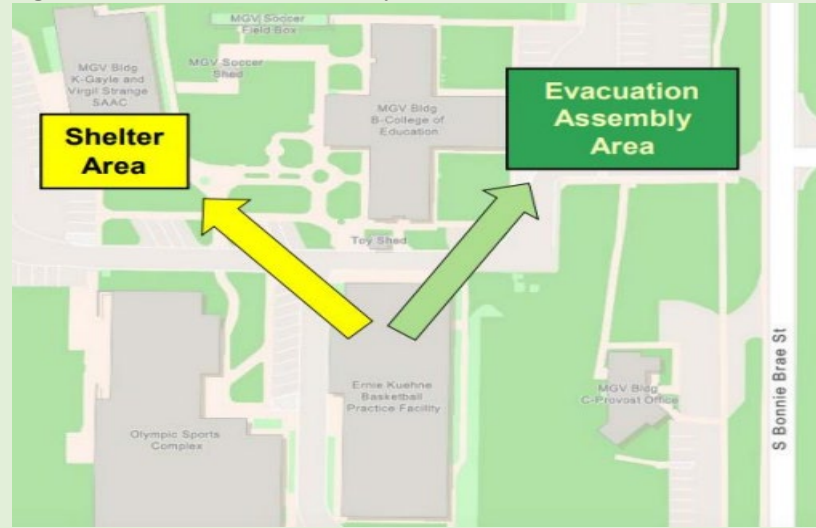 MGV Soccer
Field Box
MGV Bldg
K-Gayle and
Virgil Strange
SAAC
MGV Soccer
Shed
MGV Bldg
B-College of
Education
Evacuation
Assembly
Area
Shelter
Area
Toy Shed
Ernie Kuehne
Basketball
Practice Facility
MGV Bldg
C-Provost Office
Olympic Sports
Complex
S Bonnie Brae St